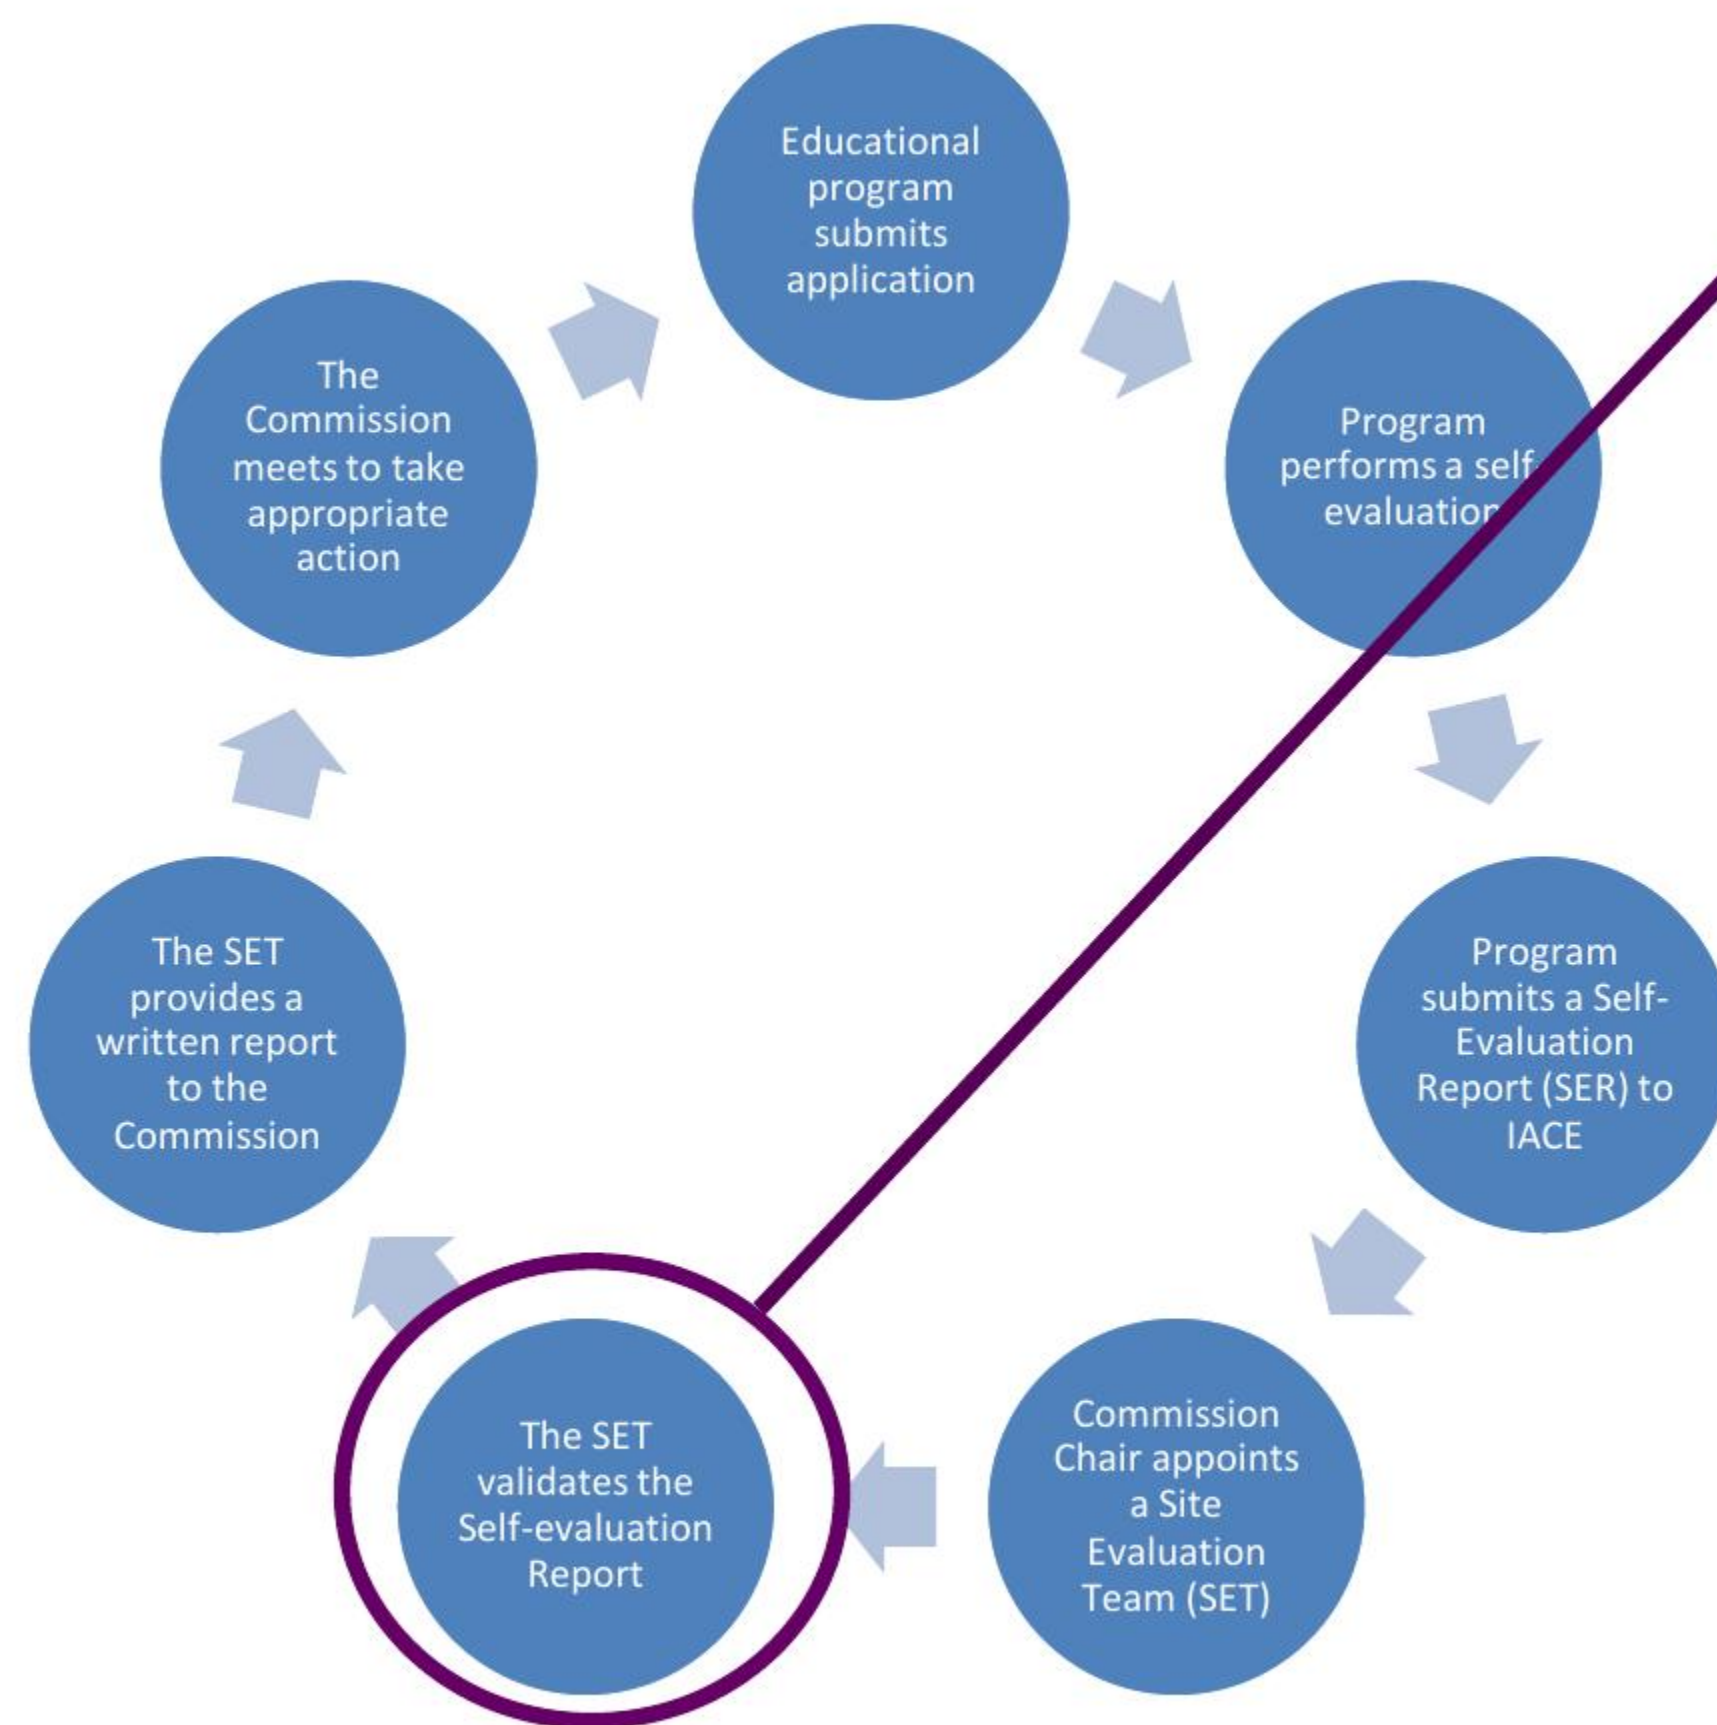 Educational
program
submits
application
Program
performs a self-
evaluation
Program
submits a Self-
Evaluation
Report (SER) to
IACE
Commission
Chair appoints
a Site
Evaluation
Team (SET)
The SET
validates the
Self-evaluation
Report
The SET
provides a
written report
to the
Commission
The
Commission
meets to take
appropriate
action